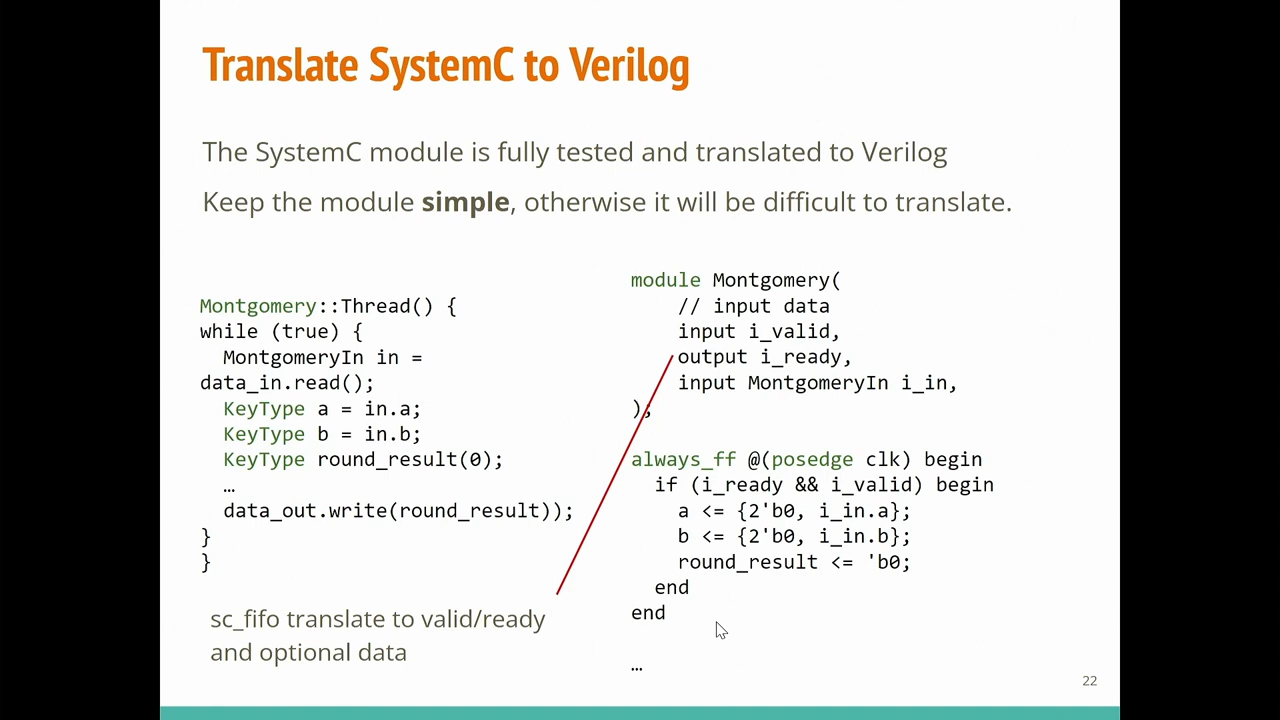 Translate SystemC to Verilog
The SystemC module is fully tested and translated to Verilog
Keep the module simple, otherwise it will be difficult to translate.
Montgomery::Thread() {
while (true) {
  MontgomeryIn in =
data_in.read();
  KeyType a = in.a;
  KeyType b = in.b;
  KeyType round_result(0);
  …
  data_out.write(round_result));
}
}
sc_fifo translate to valid/ready
and optional data
module Montgomery(
    // input data
    input i_valid,
    output i_ready,
    input MontgomeryIn i_in,
);
always_ff @(posedge clk) begin
  if (i_ready && i_valid) begin
    a <= {2'b0, i_in.a};
    b <= {2'b0, i_in.b};
    round_result <= 'b0;
  end
end
…
22